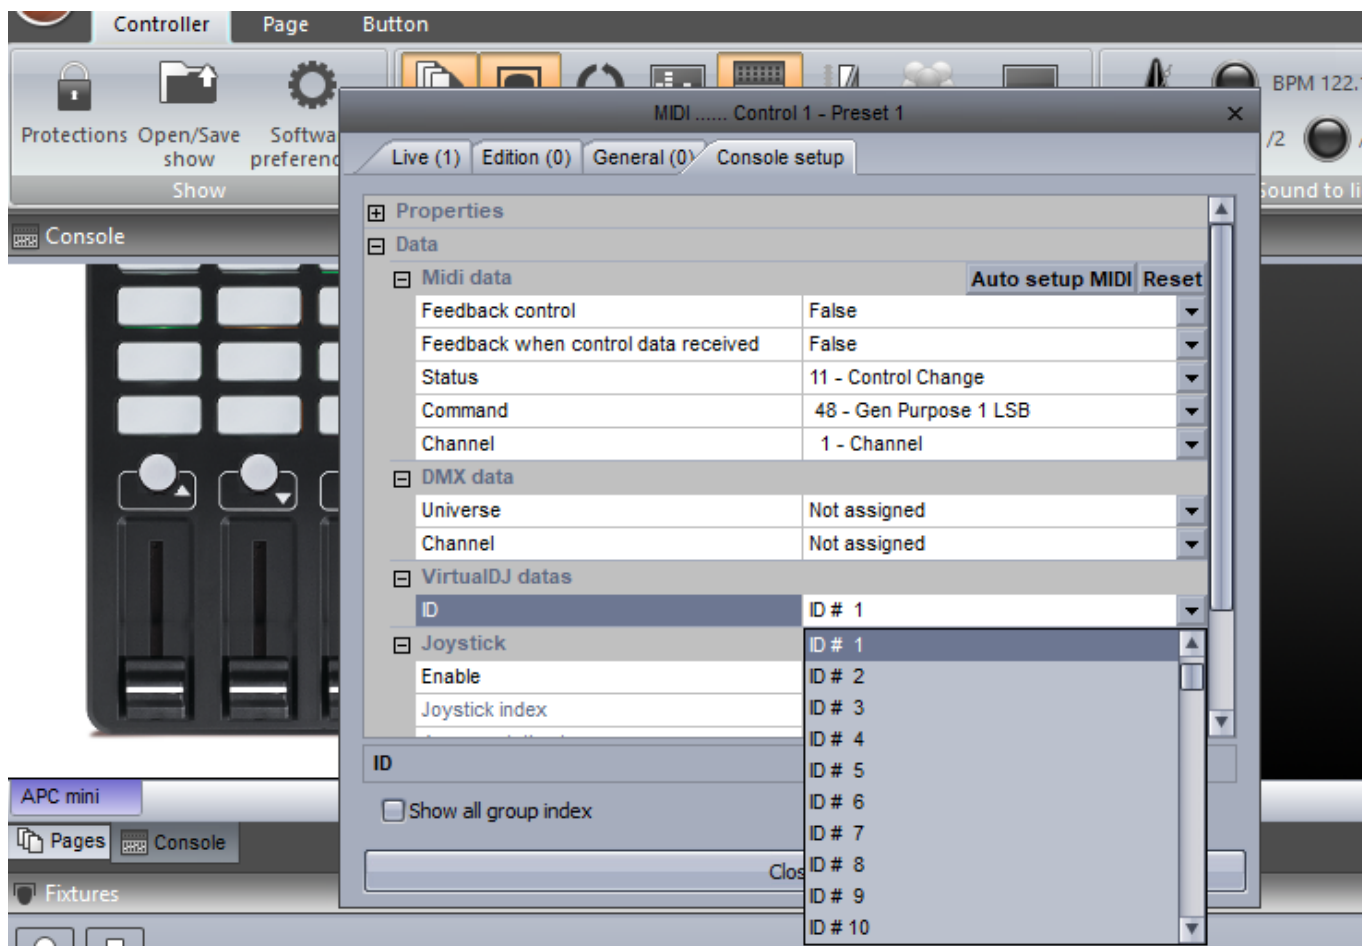 Controller Page Button
Protections Open/Save show
Show
BPM 122.
/2
Console
MIDI ...... Control 1 - Preset 1
Live (1) Edition (0) General (0) Console setup
Properties
Data
Midi data Auto setup MIDI Reset
Feedback control False
Feedback when control data received False
Status 11 - Control Change
Command 48 - Gen Purpose 1 LSB
Channel 1 - Channel
DMX data
Universe Not assigned
Channel Not assigned
VirtualDJ datas
ID ID # 1
Joystick
Enable
Joystick index
ID # 1
ID # 2
ID # 3
ID # 4
ID # 5
ID # 6
ID # 7
ID # 8
ID # 9
ID # 10
ID
Show all group index
APC mini
Pages Console
Fixtures